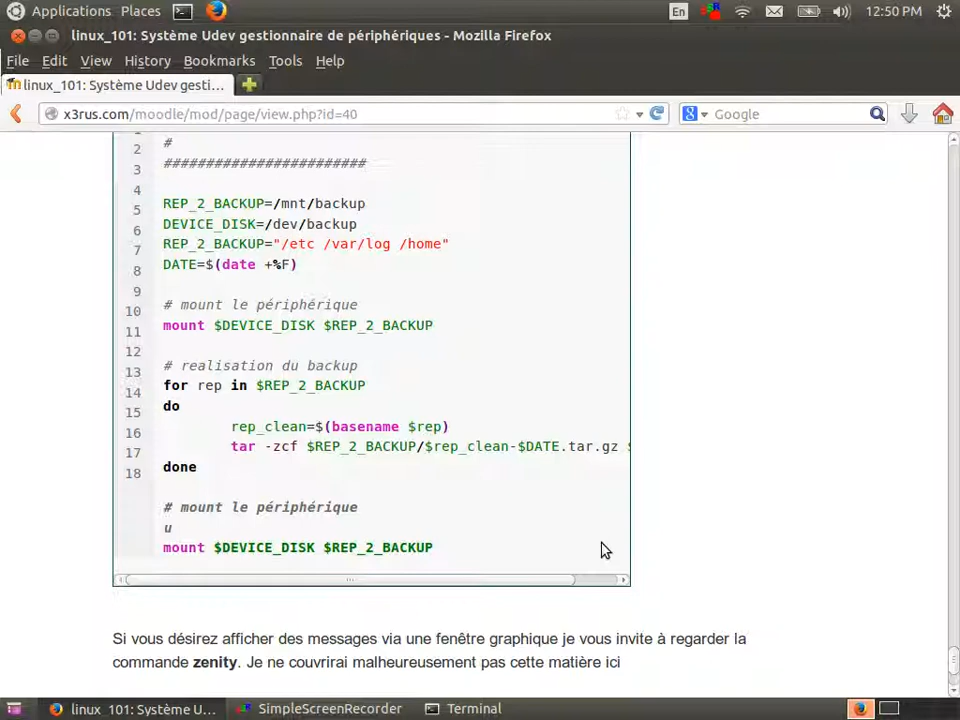 Applications Places En 12:50 PM
linux_101: Système Udev gestionnaire de périphériques - Mozilla Firefox
File Edit View History Bookmarks Tools Help
linux_101: Système Udev gesti...
x3rus.com/moodle/mod/page/view.php?id=40 Google
2 #
3 ########################
4
5 REP_2_BACKUP=/mnt/backup
6 DEVICE_DISK=/dev/backup
7 REP_2_BACKUP="/etc /var/log /home"
8 DATE=$(date +%F)
9
10 # mount le périphérique
11 mount $DEVICE_DISK $REP_2_BACKUP
12
13 # realisation du backup
14 for rep in $REP_2_BACKUP
15 do
16 rep_clean=$(basename $rep)
17 tar -zcf $REP_2_BACKUP/$rep_clean-$DATE.tar.gz $
18 done
# mount le périphérique
u
mount $DEVICE_DISK $REP_2_BACKUP
Si vous désirez afficher des messages via une fenêtre graphique je vous invite à regarder la
commande zenity. Je ne couvrirai malheureusement pas cette matière ici
linux_101: Système U... SimpleScreenRecorder Terminal